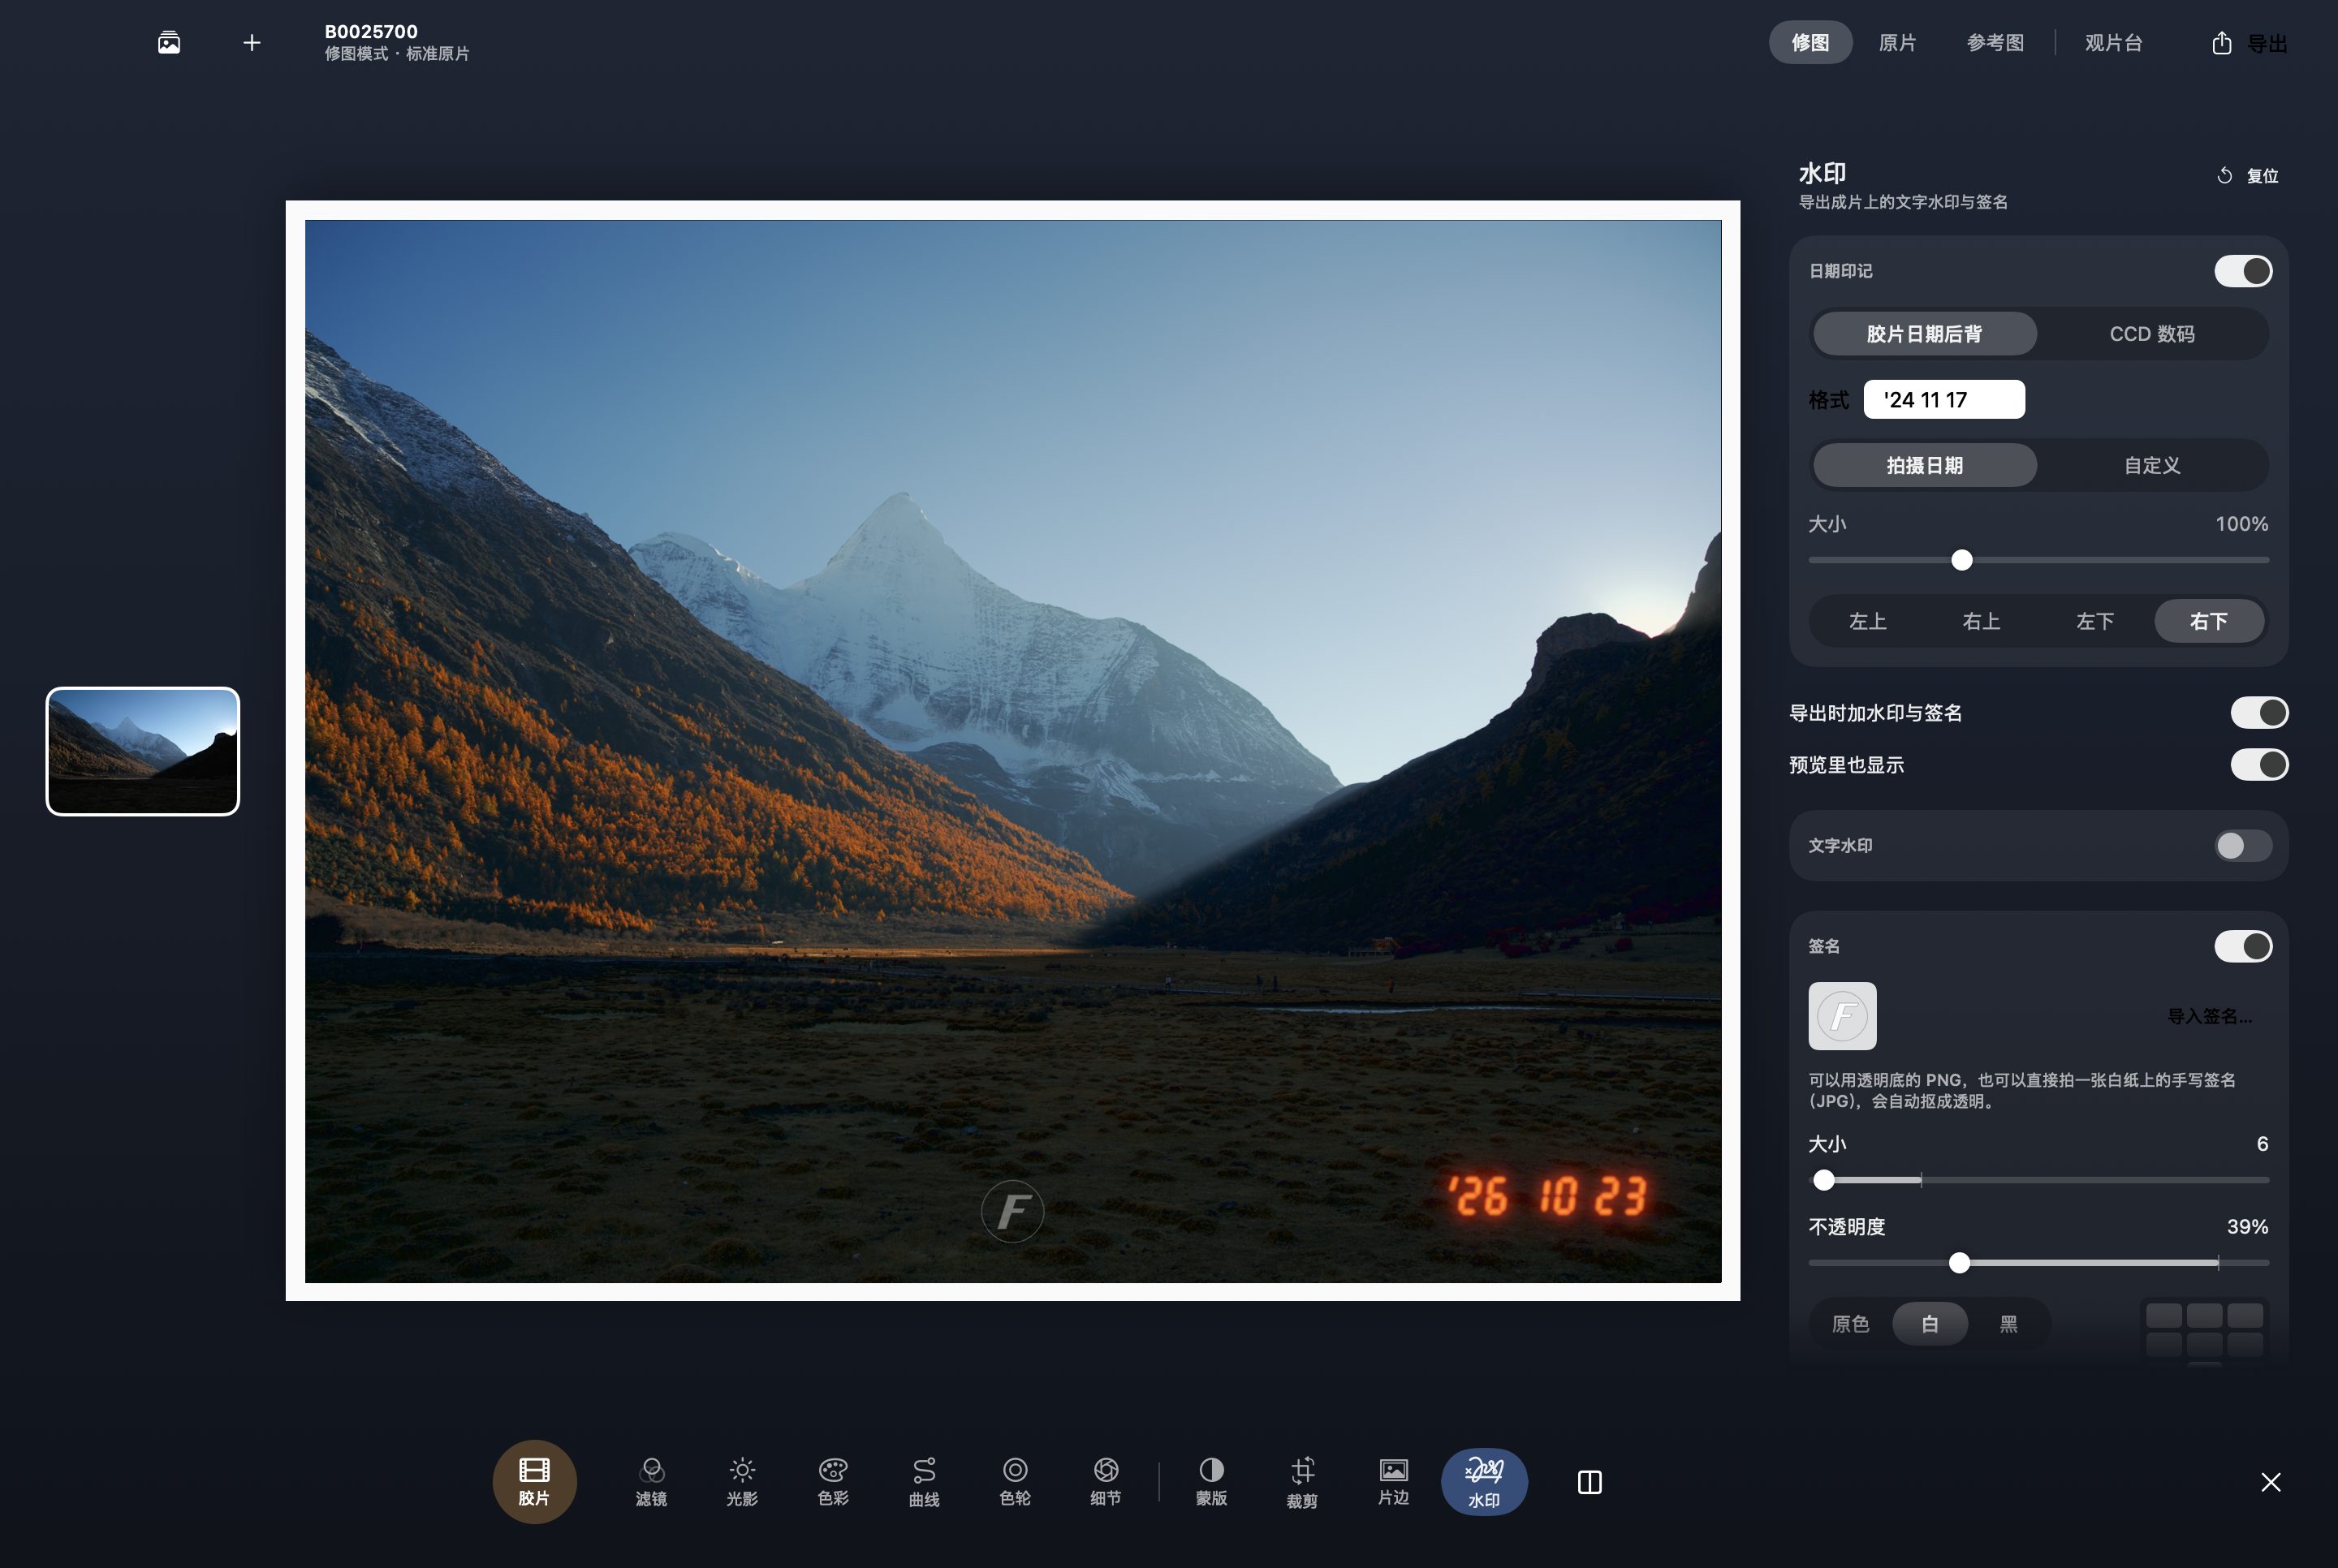 B0025700
修图模式 · 标准原片
修图
原片
参考图
观片台
导出
水印
复位
导出成片上的文字水印与签名
日期印记
胶片日期后背
CCD 数码
格式
'24 11 17
拍摄日期
自定义
大小
100%
左上
右上
左下
右下
导出时加水印与签名
预览里也显示
文字水印
签名
F
导入签名...
可以用透明底的 PNG，也可以直接拍一张白纸上的手写签名
(JPG)，会自动抠成透明。
大小
6
不透明度
39%
原色
白
黑
F
'26 10 23
胶片
滤镜
光影
色彩
曲线
色轮
细节
蒙版
裁剪
片边
水印